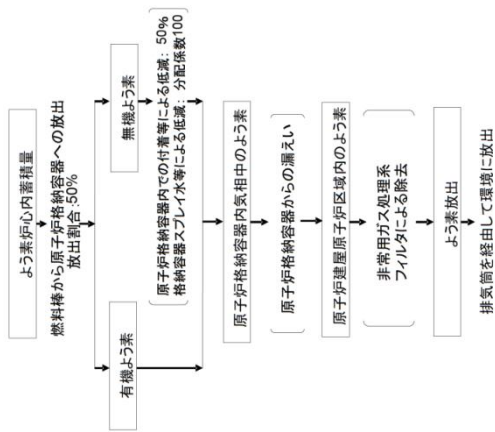 よう素炉心内蓄積量
燃料棒から原子炉格納容器への放出
放出割合:50%
有機よう素
無機よう素
原子炉格納容器内での付着等による低減: 50%
格納容器スプレイ水等による低減: 分配係数100
原子炉格納容器内気相中のよう素
原子炉格納容器からの漏えい
原子炉建屋原子炉区域内のよう素
非常用ガス処理系
フィルタによる除去
よう素放出
排気筒を経由して環境に放出